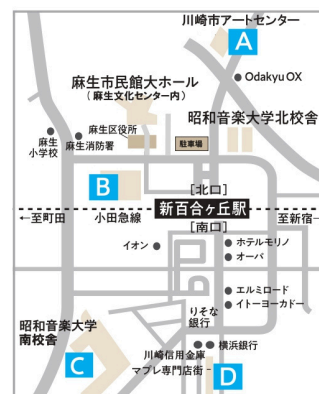 川崎市アートセンター
A
Odakyu OX
麻生市民館大ホール
(麻生文化センター内)
昭和音楽大学北校舎
麻生区役所
麻生
小学校
麻生消防署
駐車場
B
[北口]
←至町田
小田急線
新百合ヶ丘駅
至新宿→
[南口]
イオン
ホテルモリノ
オーパ
エルミロード
イトーヨーカドー
りそな
銀行
昭和音楽大学
南校舎
C
川崎信用金庫
横浜銀行
マプレ専門店街
D